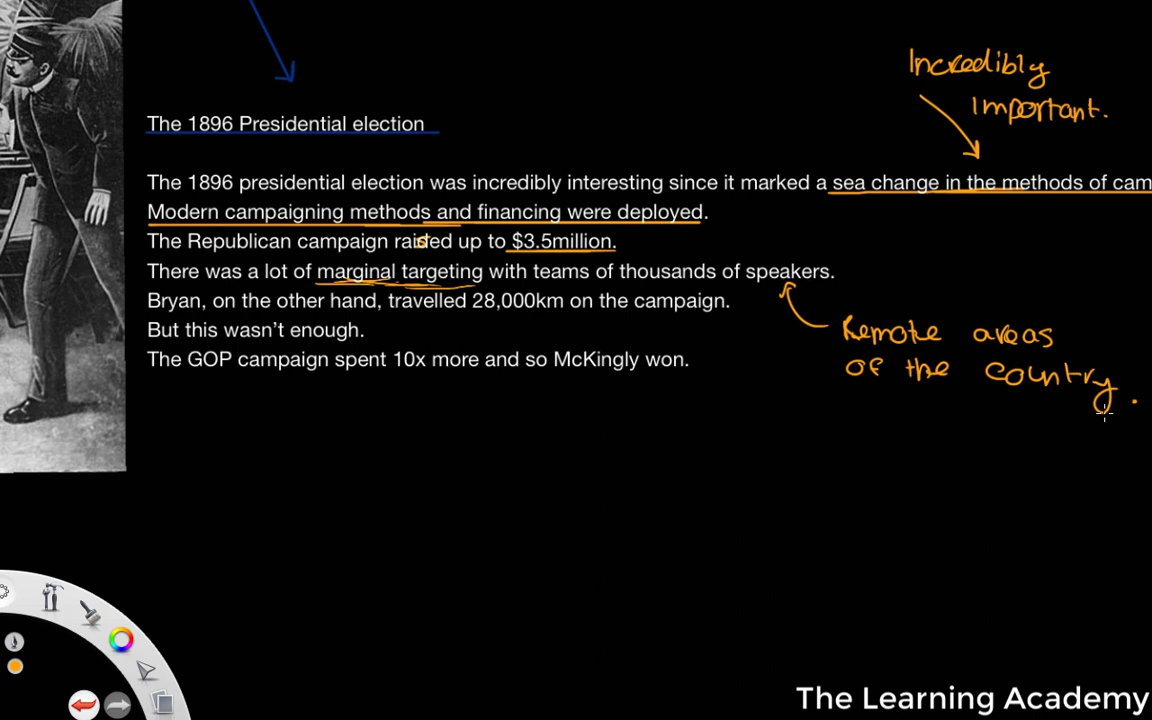 Incredibly
Important.
The 1896 Presidential election
The 1896 presidential election was incredibly interesting since it marked a sea change in the methods of cam
Modern campaigning methods and financing were deployed.
The Republican campaign raised up to $3.5million.
There was a lot of marginal targeting with teams of thousands of speakers.
Bryan, on the other hand, travelled 28,000km on the campaign.
But this wasn't enough.
The GOP campaign spent 10x more and so McKingly won.
Remote areas
of the country.
The Learning Academy